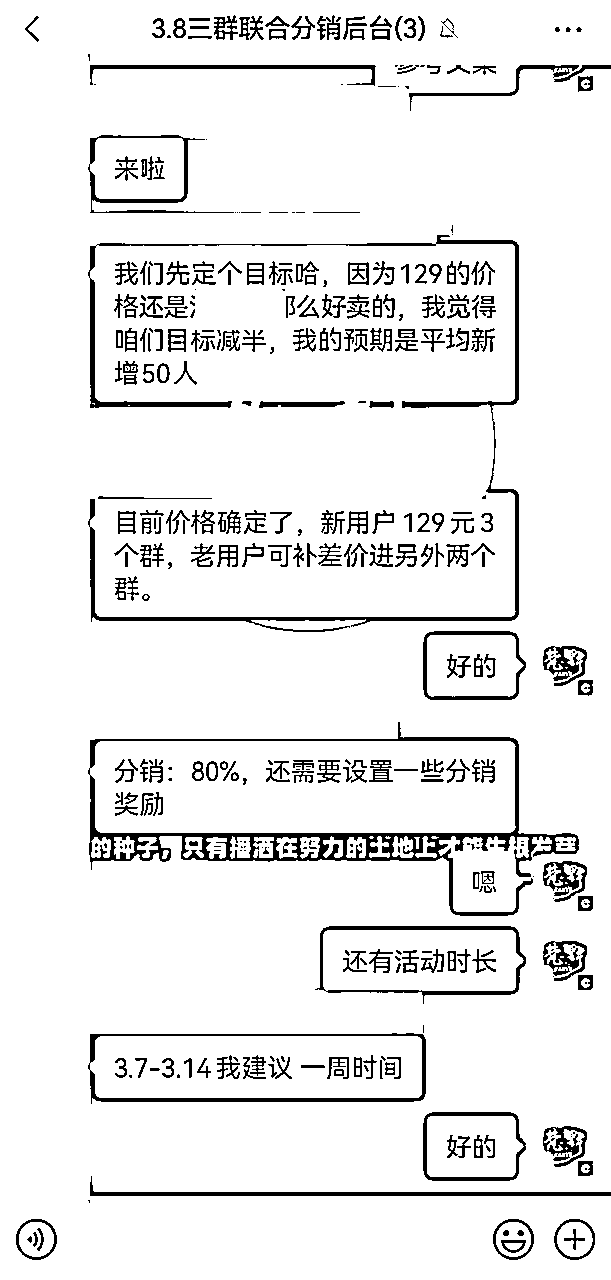 3.8三群联合分销后台(3)
来啦
我们先定个目标哈，因为129的价
格还是 么好卖的，我觉得
咱们目标减半，我的预期是平均新
增50人
目前价格确定了，新用户 129 元 3
个群，老用户可补差价进另外两个
群。
好的
分销：80%，还需要设置一些分销
奖励
的种子，只有播洒在努力的土地上才能生根发芽
嗯
还有活动时长
3.7-3.14 我建议 一周时间
好的